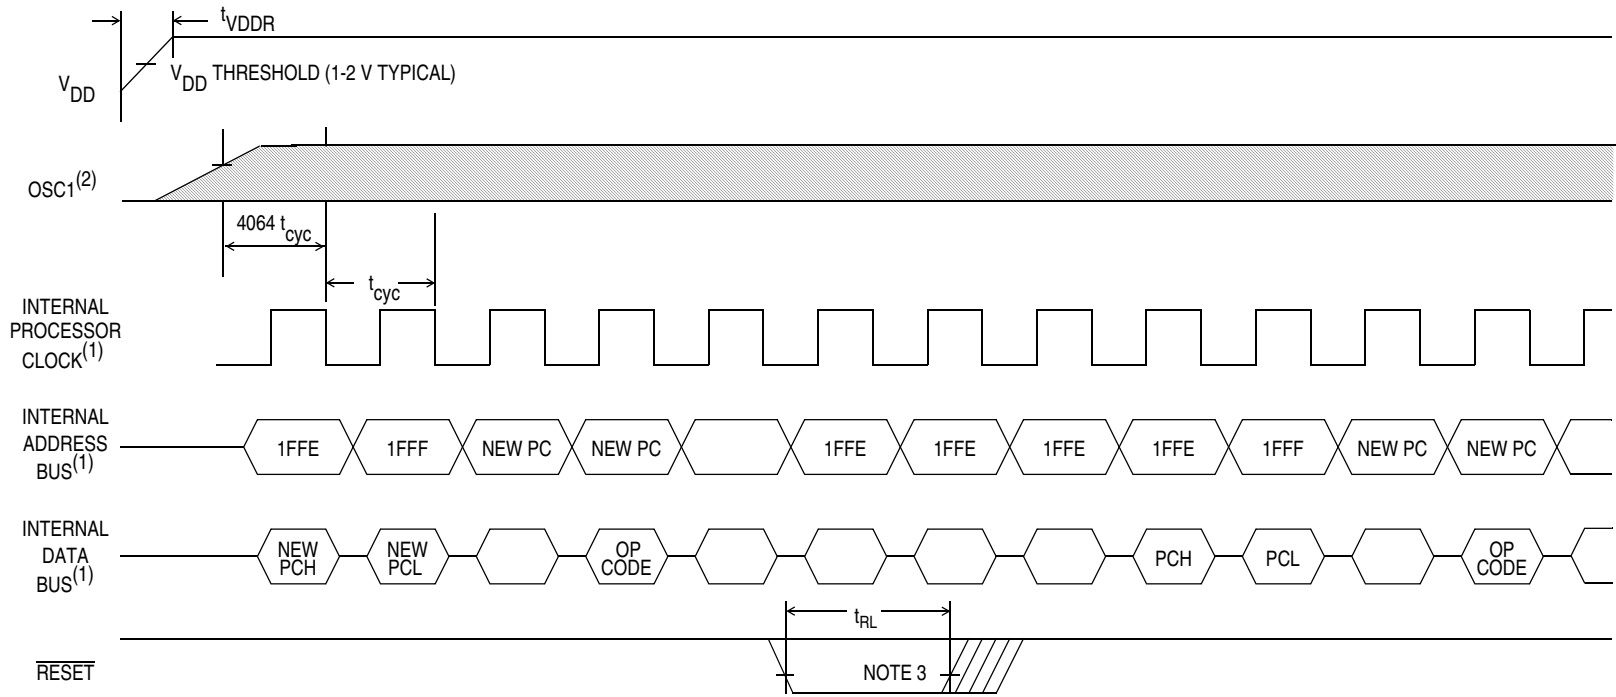 tVDDR
VDD THRESHOLD (1-2 V TYPICAL)
VDD
OSC1(2)
4064 tcyc
tcyc
INTERNAL
PROCESSOR
CLOCK(1)
INTERNAL
ADDRESS
BUS(1)
1FFE 1FFF NEW PC NEW PC 1FFE 1FFE 1FFE 1FFE 1FFF NEW PC NEW PC
INTERNAL
DATA
BUS(1)
NEW
PCH
NEW
PCL
OP
CODE
PCH
PCL
OP
CODE
tRL
RESET
NOTE 3